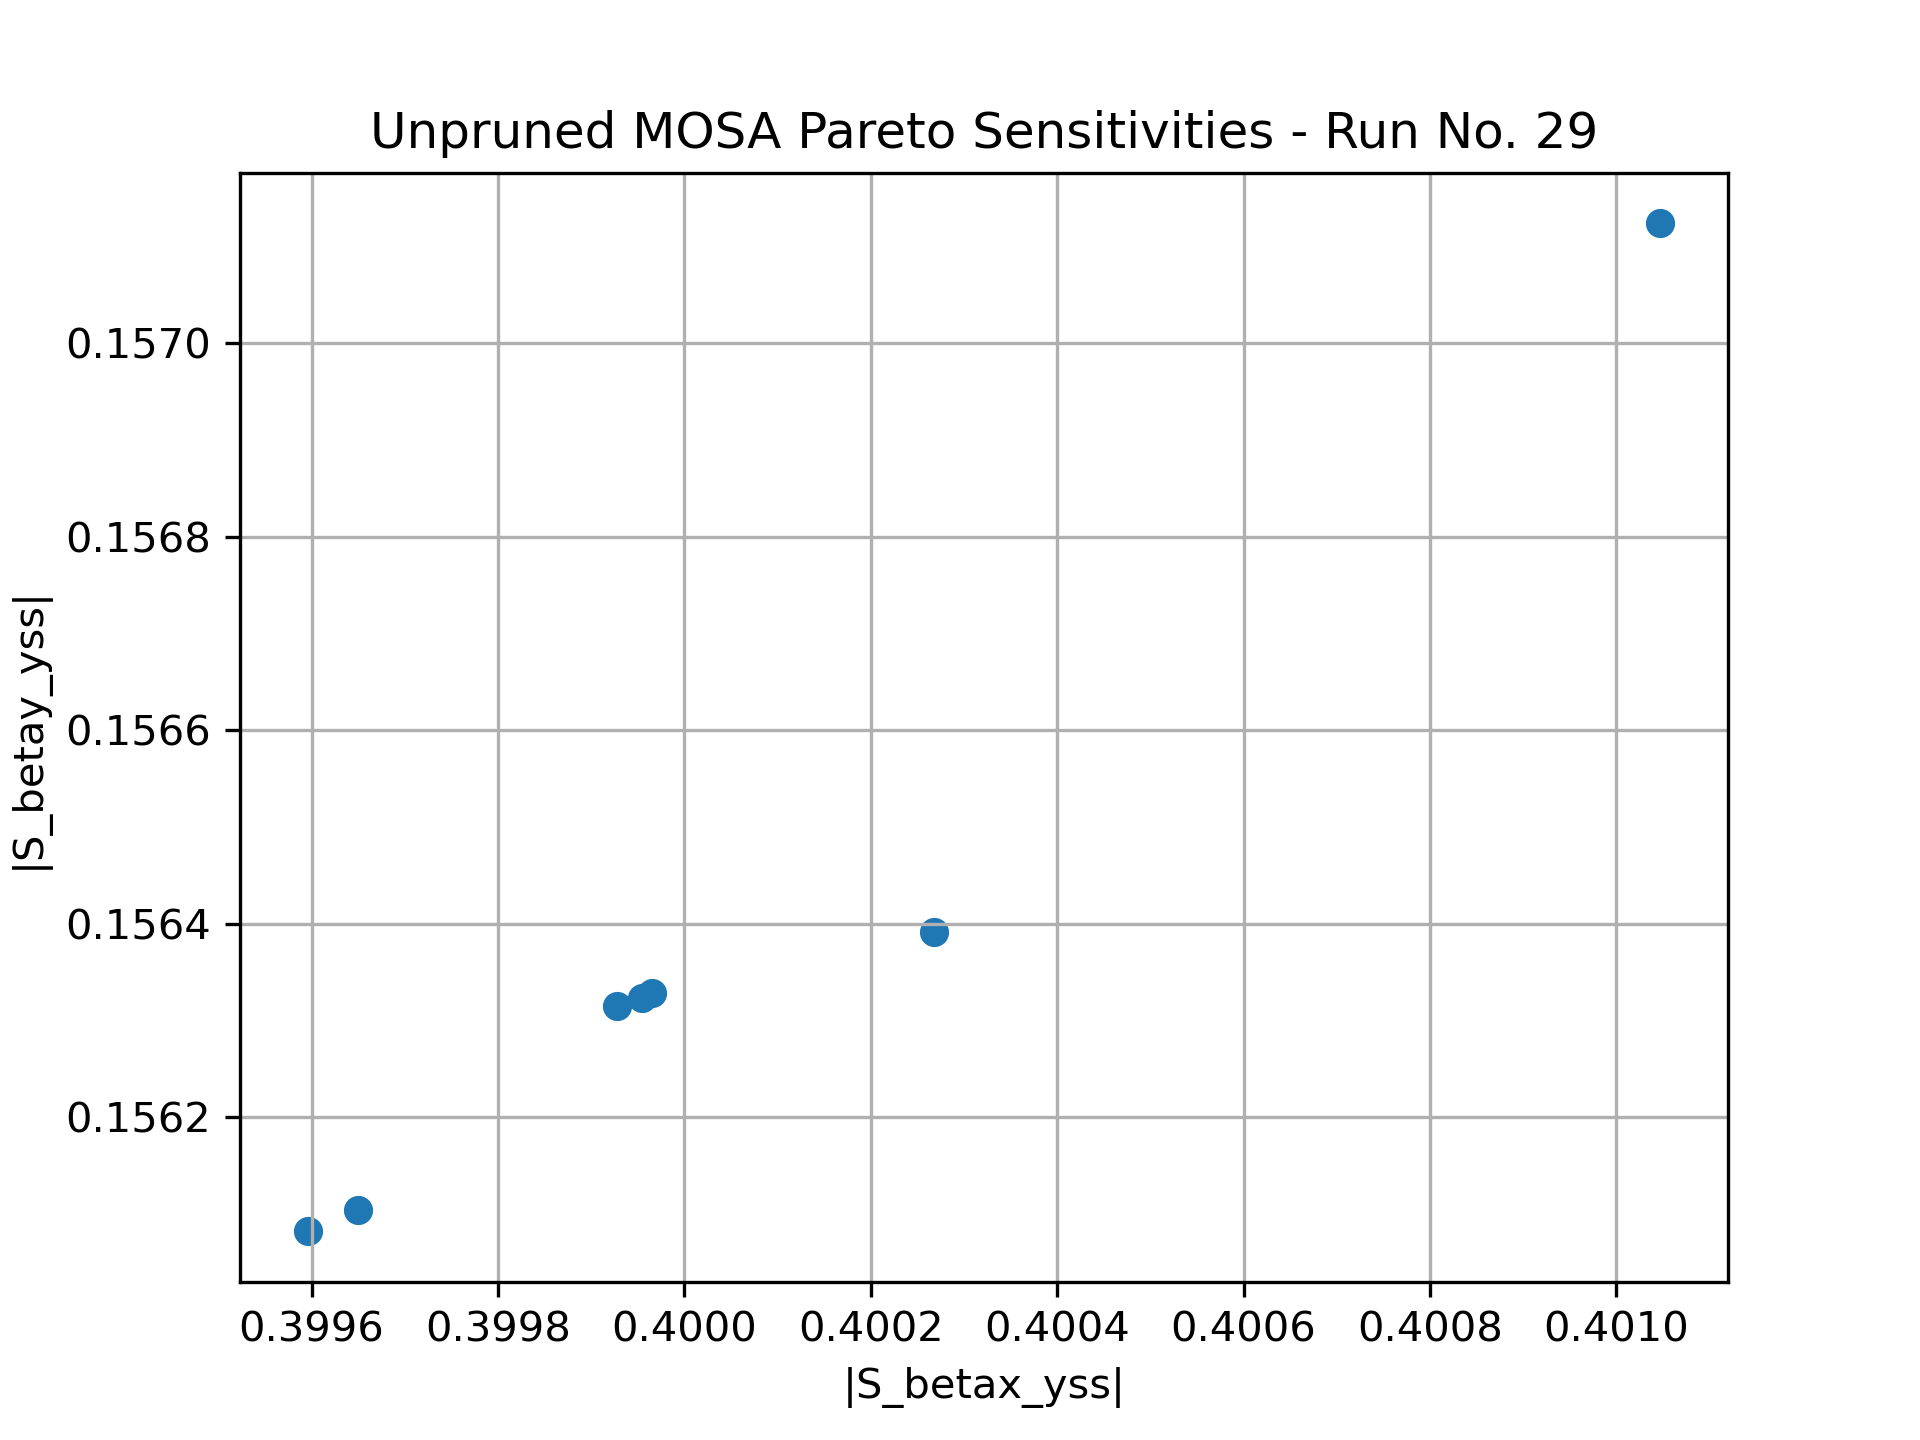 Unpruned MOSA Pareto Sensitivities - Run No. 29
|S_betay_yss|
0.1570
0.1568
0.1566
0.1564
0.1562
0.3996 0.3998 0.4000 0.4002 0.4004 0.4006 0.4008 0.4010
|S_betax_yss|